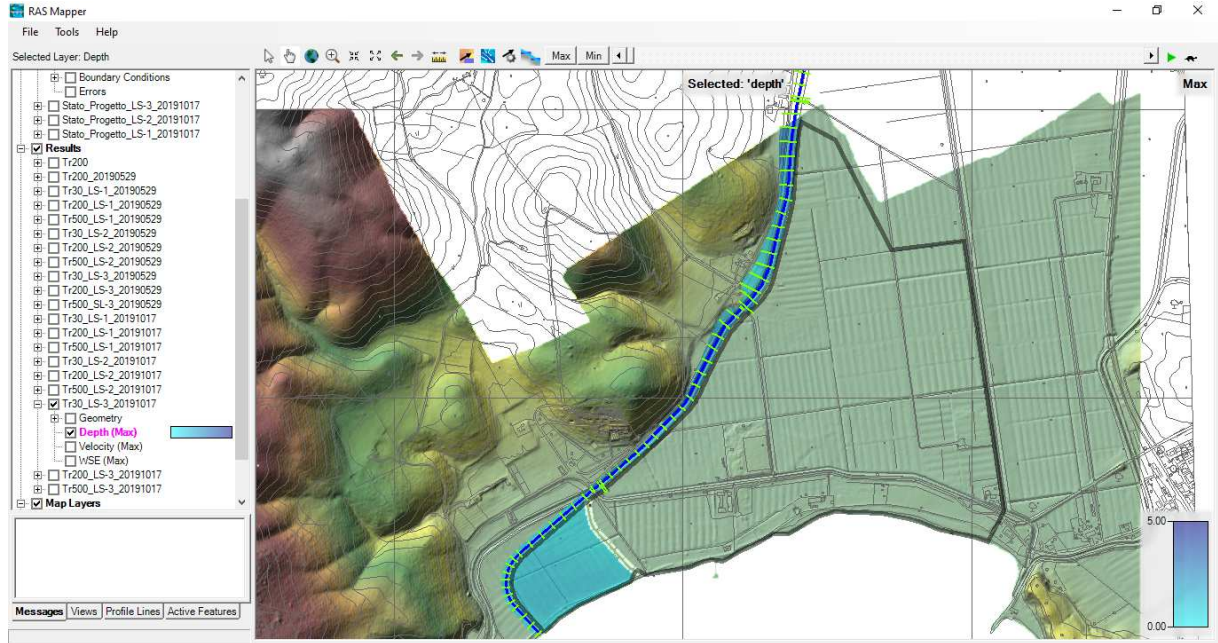 RAS Mapper
File Tools Help
Selected Layer: Depth
Max Min
Boundary Conditions
Errors
Stato_Progetto_LS-3_20191017
Stato_Progetto_LS-2_20191017
Stato_Progetto_LS-1_20191017
Results
Tr200
Tr200_20190529
Tr30_LS-1_20190529
Tr200_LS-1_20190529
Tr500_LS-1_20190529
Tr30_LS-2_20190529
Tr200_LS-2_20190529
Tr500_LS-2_20190529
Tr30_LS-3_20190529
Tr200_LS-3_20190529
Tr500_SL-3_20190529
Tr30_LS-1_20191017
Tr200_LS-1_20191017
Tr500_LS-1_20191017
Tr30_LS-2_20191017
Tr200_LS-2_20191017
Tr500_LS-2_20191017
Tr30_LS-3_20191017
Geometry
Depth (Max)
Velocity (Max)
WSE (Max)
Tr200_LS-3_20191017
Tr500_LS-3_20191017
Map Layers
Messages Views Profile Lines Active Features
Selected: 'depth'
Max
5.00
0.00